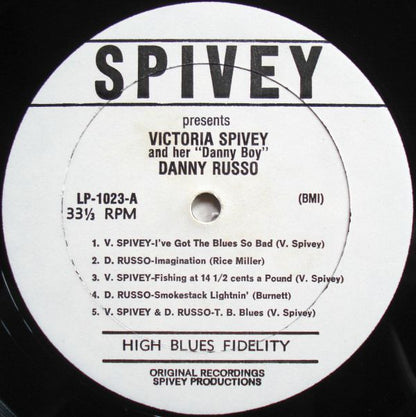 SPIVEY
presents
VICTORIA SPIVEY
and her "Danny Boy"
DANNY RUSSO
LP-1023-A
33⅓ RPM
(BMI)
1. V. SPIVEY-I've Got The Blues So Bad (V. Spivey)
2. D. RUSSO-Imagination (Rice Miller)
3. V. SPIVEY-Fishing at 14 1/2 cents a Pound (V. Spivey)
4. D. RUSSO-Smokestack Lightnin' (Burnett)
5. V. SPIVEY & D. RUSSO-T. B. Blues (V. Spivey)
HIGH BLUES FIDELITY
ORIGINAL RECORDINGS
SPIVEY PRODUCTIONS